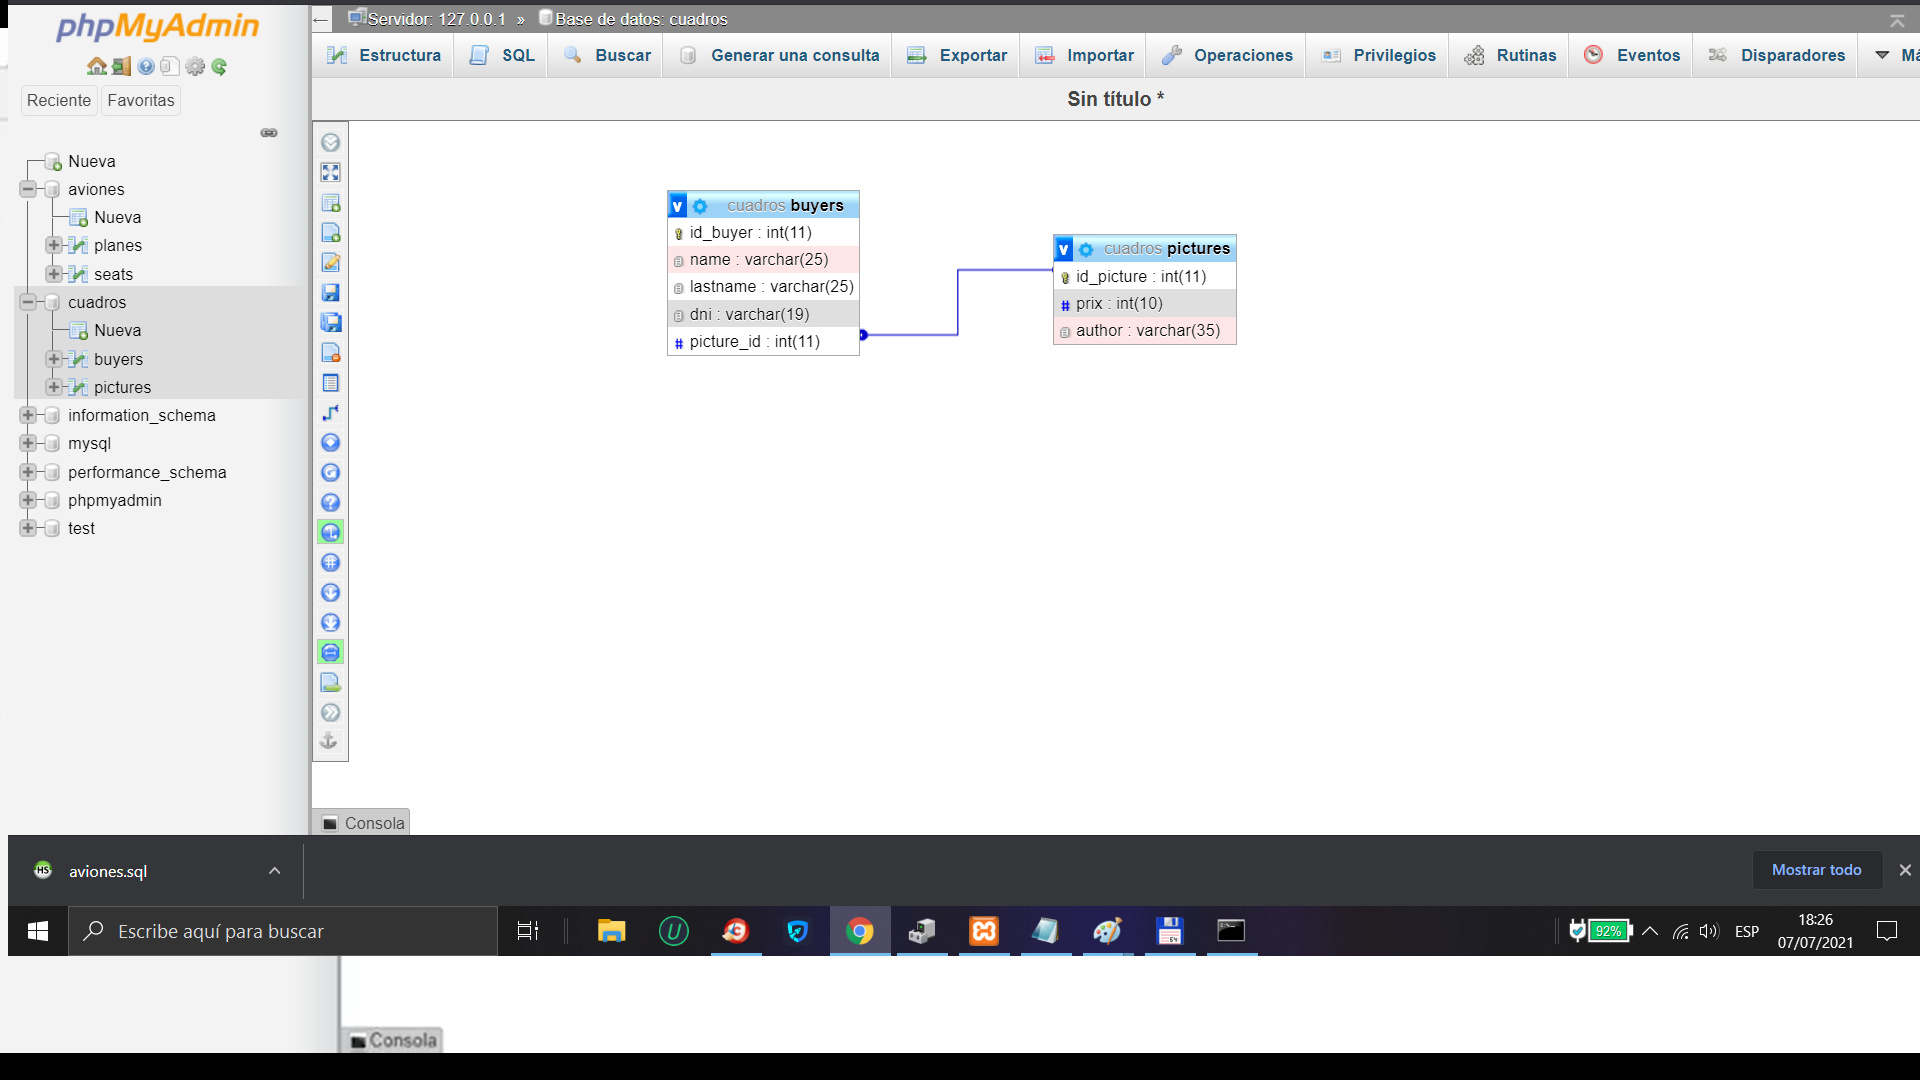 phpMyAdmin
Reciente Favoritas
Nueva
aviones
Nueva
planes
seats
cuadros
Nueva
buyers
pictures
information_schema
mysql
performance_schema
phpmyadmin
test
Servidor: 127.0.0.1 » Base de datos: cuadros
Estructura SQL Buscar Generar una consulta Exportar Importar Operaciones Privilegios Rutinas Eventos Disparadores
Sin título *
v cuadros buyers
id_buyer : int(11)
name : varchar(25)
lastname : varchar(25)
dni : varchar(19)
# picture_id : int(11)
v cuadros pictures
id_picture : int(11)
# prix : int(10)
author : varchar(35)
Consola
HS aviones.sql
Mostrar todo
Escribe aquí para buscar
92%
ESP
18:26
07/07/2021
Consola